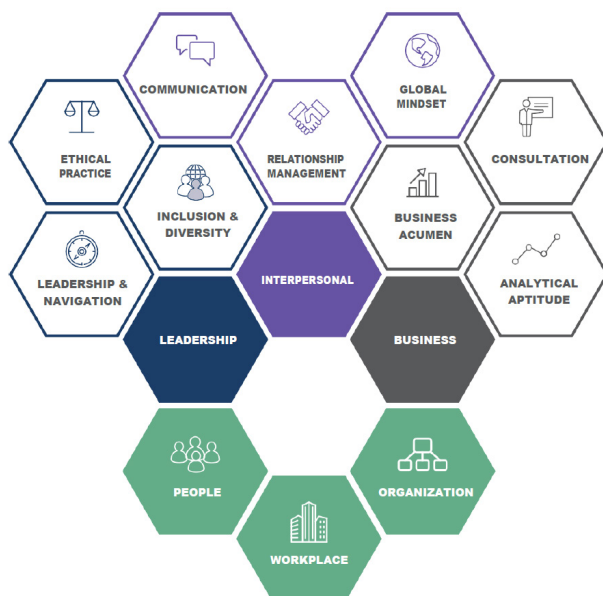 COMMUNICATION
GLOBAL
MINDSET
ETHICAL
PRACTICE
RELATIONSHIP
MANAGEMENT
CONSULTATION
INCLUSION &
DIVERSITY
BUSINESS
ACUMEN
LEADERSHIP &
NAVIGATION
INTERPERSONAL
ANALYTICAL
APTITUDE
LEADERSHIP
BUSINESS
PEOPLE
ORGANIZATION
WORKPLACE